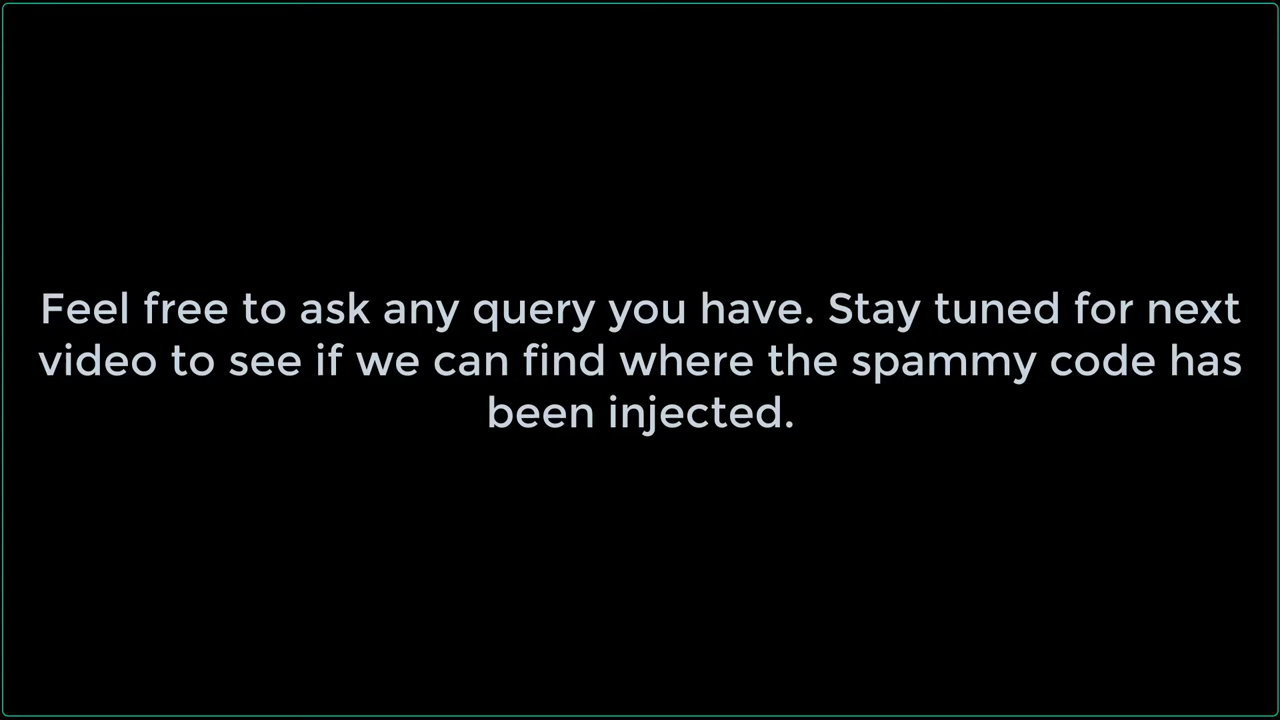 Feel free to ask any query you have. Stay tuned for next
video to see if we can find where the spammy code has
been injected.